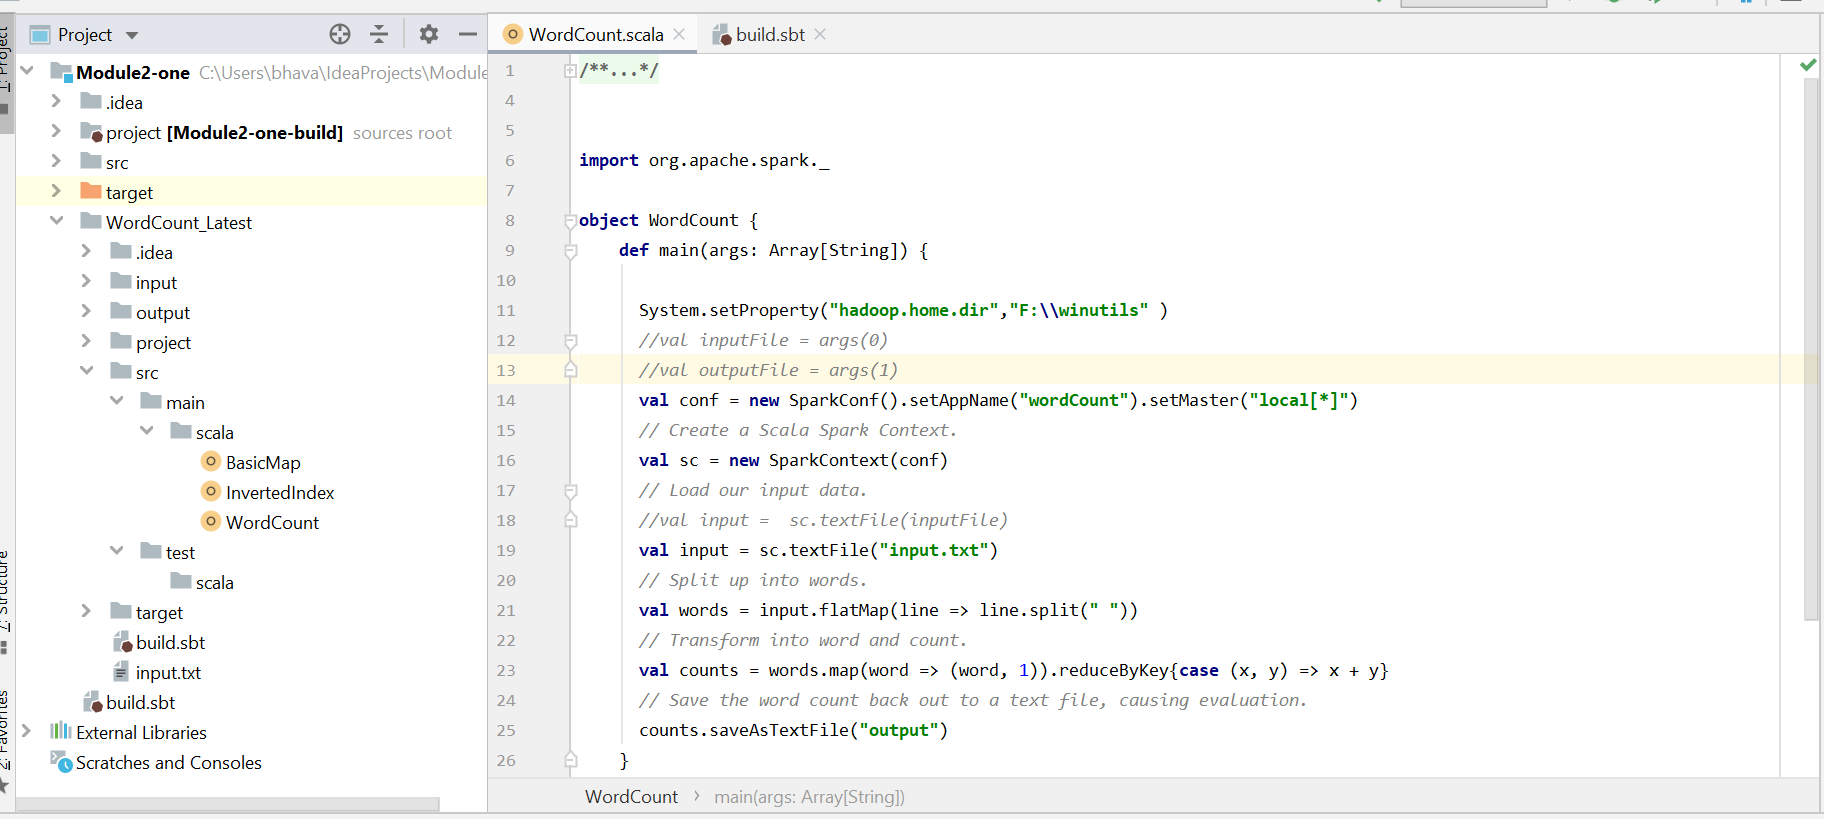 Project
WordCount.scala
build.sbt
1: Project
Module2-one C:\Users\bhava\IdeaProjects\Module
.idea
project [Module2-one-build] sources root
src
target
WordCount_Latest
.idea
input
output
project
src
main
scala
BasicMap
InvertedIndex
WordCount
test
scala
target
build.sbt
input.txt
build.sbt
External Libraries
Scratches and Consoles
7: Structure
2: Favorites
1 /**...*/
4
5
6 import org.apache.spark._
7
8 object WordCount {
9 def main(args: Array[String]) {
10
11 System.setProperty("hadoop.home.dir","F:\\winutils" )
12 //val inputFile = args(0)
13 //val outputFile = args(1)
14 val conf = new SparkConf().setAppName("wordCount").setMaster("local[*]")
15 // Create a Scala Spark Context.
16 val sc = new SparkContext(conf)
17 // Load our input data.
18 //val input =  sc.textFile(inputFile)
19 val input = sc.textFile("input.txt")
20 // Split up into words.
21 val words = input.flatMap(line => line.split(" "))
22 // Transform into word and count.
23 val counts = words.map(word => (word, 1)).reduceByKey{case (x, y) => x + y}
24 // Save the word count back out to a text file, causing evaluation.
25 counts.saveAsTextFile("output")
26 }
WordCount › main(args: Array[String])